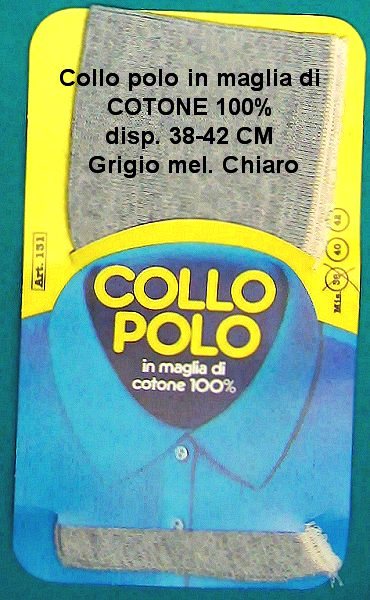 Collo polo in maglia di
COTONE 100%
disp. 38-42 CM
Grigio mel. Chiaro
Art. 151
Mis. 38 40 42
COLLO
POLO
in maglia di
cotone 100%